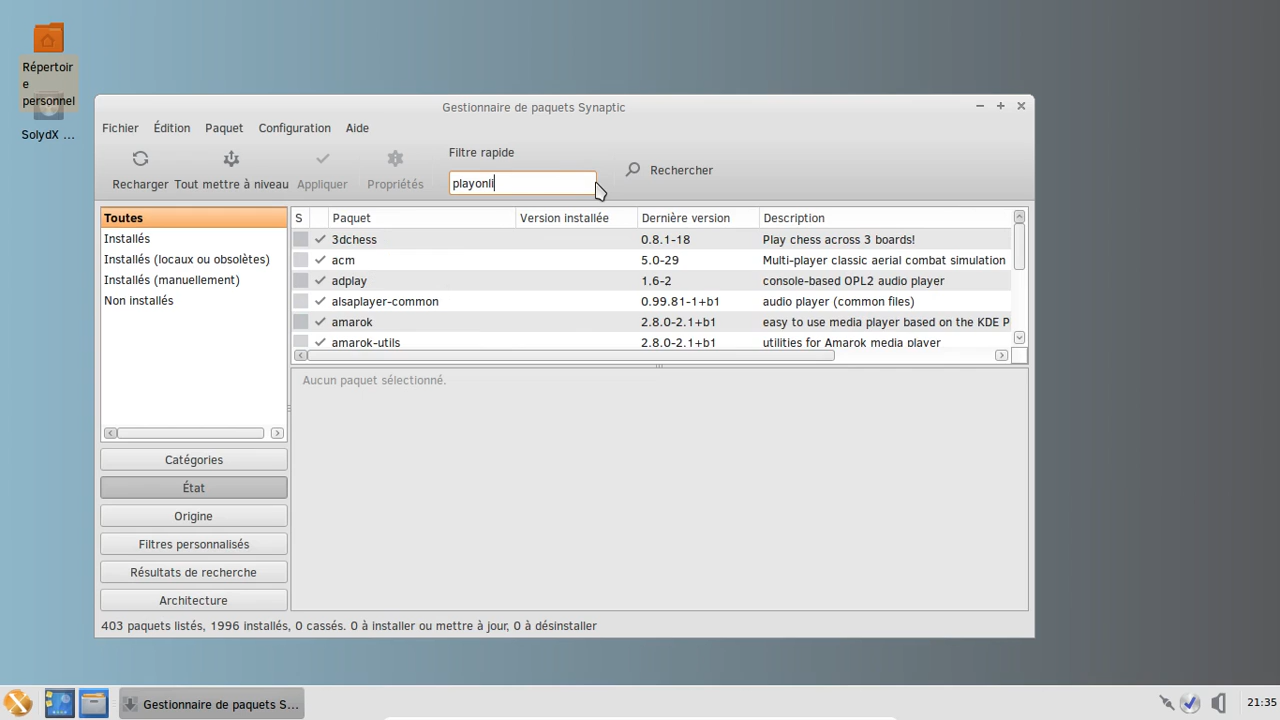 Répertoir
e
personnel
SolydX ...
Gestionnaire de paquets Synaptic
Fichier Édition Paquet Configuration Aide
Filtre rapide
Recharger Tout mettre à niveau Appliquer Propriétés
playonli
Rechercher
Toutes
Installés
Installés (locaux ou obsolètes)
Installés (manuellement)
Non installés
S Paquet Version installée Dernière version Description
3dchess 0.8.1-18 Play chess across 3 boards!
acm 5.0-29 Multi-player classic aerial combat simulation
adplay 1.6-2 console-based OPL2 audio player
alsaplayer-common 0.99.81-1+b1 audio player (common files)
amarok 2.8.0-2.1+b1 easy to use media player based on the KDE P
amarok-utils 2.8.0-2.1+b1 utilities for Amarok media player
Aucun paquet sélectionné.
Catégories
État
Origine
Filtres personnalisés
Résultats de recherche
Architecture
403 paquets listés, 1996 installés, 0 cassés. 0 à installer ou mettre à jour, 0 à désinstaller
Gestionnaire de paquets S...
21:35